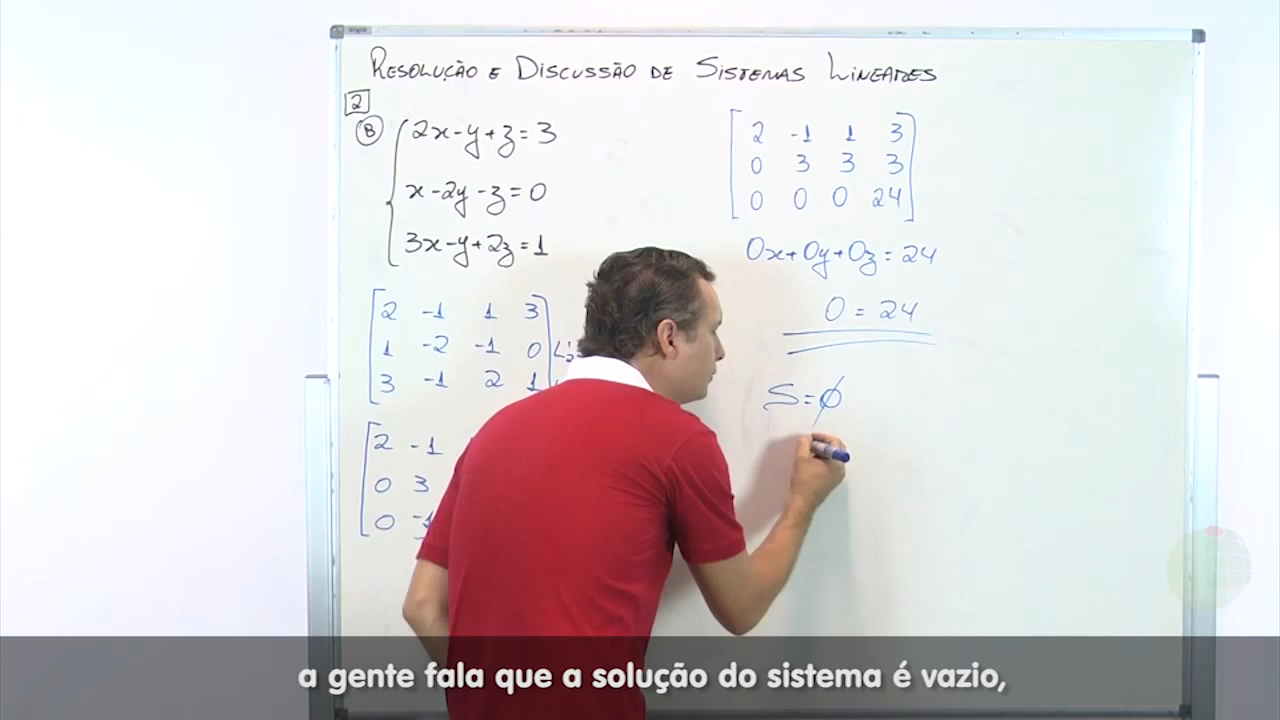 RESOLUÇÃO E DISCUSSÃO DE SISTEMAS LINEARES
2
B
2x-y+z=3
x-2y-z=0
3x-y+2z=1
2 -1 1 3
1 -2 -1 0
3 -1 2 1
2 -1
0 3
0 -1
2 -1 1 3
0 3 3 3
0 0 0 24
0x+0y+0z=24
0=24
S=∅
a gente fala que a solução do sistema é vazio,